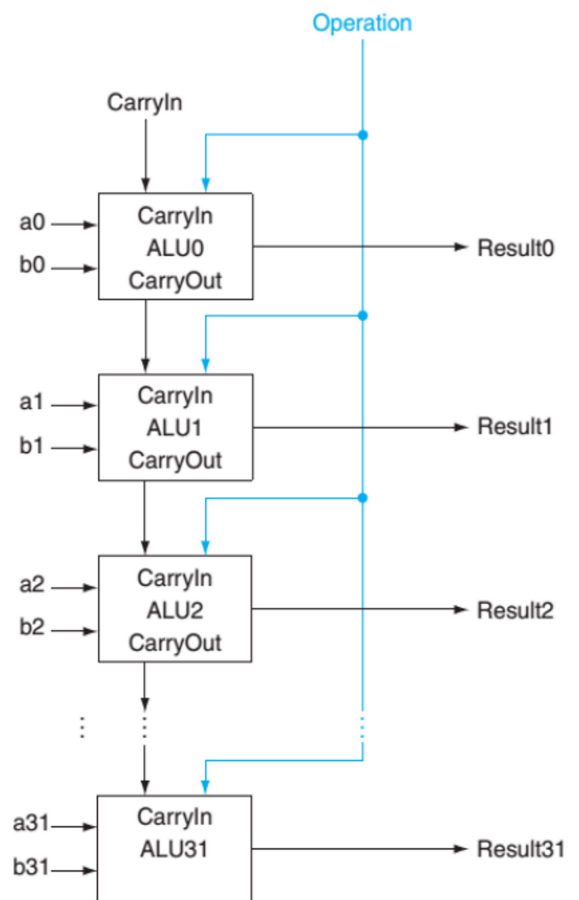 Operation
CarryIn
a0
b0
CarryIn
ALU0
CarryOut
Result0
a1
b1
CarryIn
ALU1
CarryOut
Result1
a2
b2
CarryIn
ALU2
CarryOut
Result2
a31
b31
CarryIn
ALU31
Result31